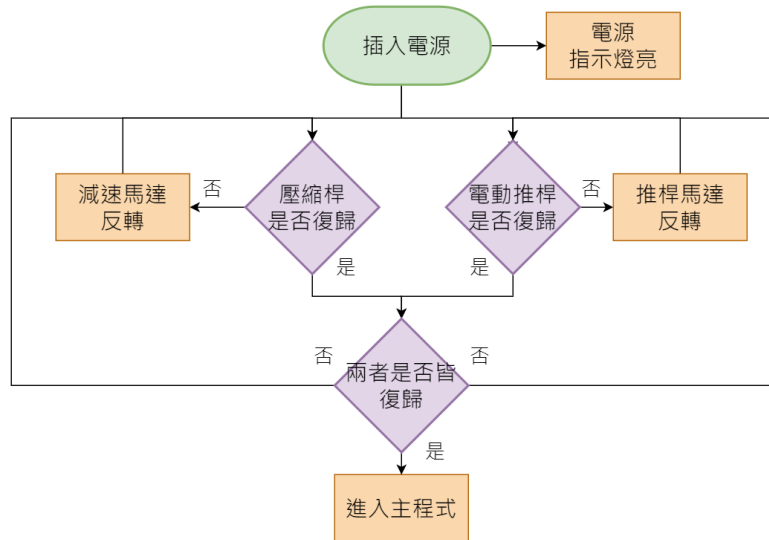 插入電源
電源
指示燈亮
減速馬達
反轉
否
壓縮桿
是否復歸
電動推桿
是否復歸
否
推桿馬達
反轉
是
是
否
兩者是否皆
復歸
否
是
進入主程式